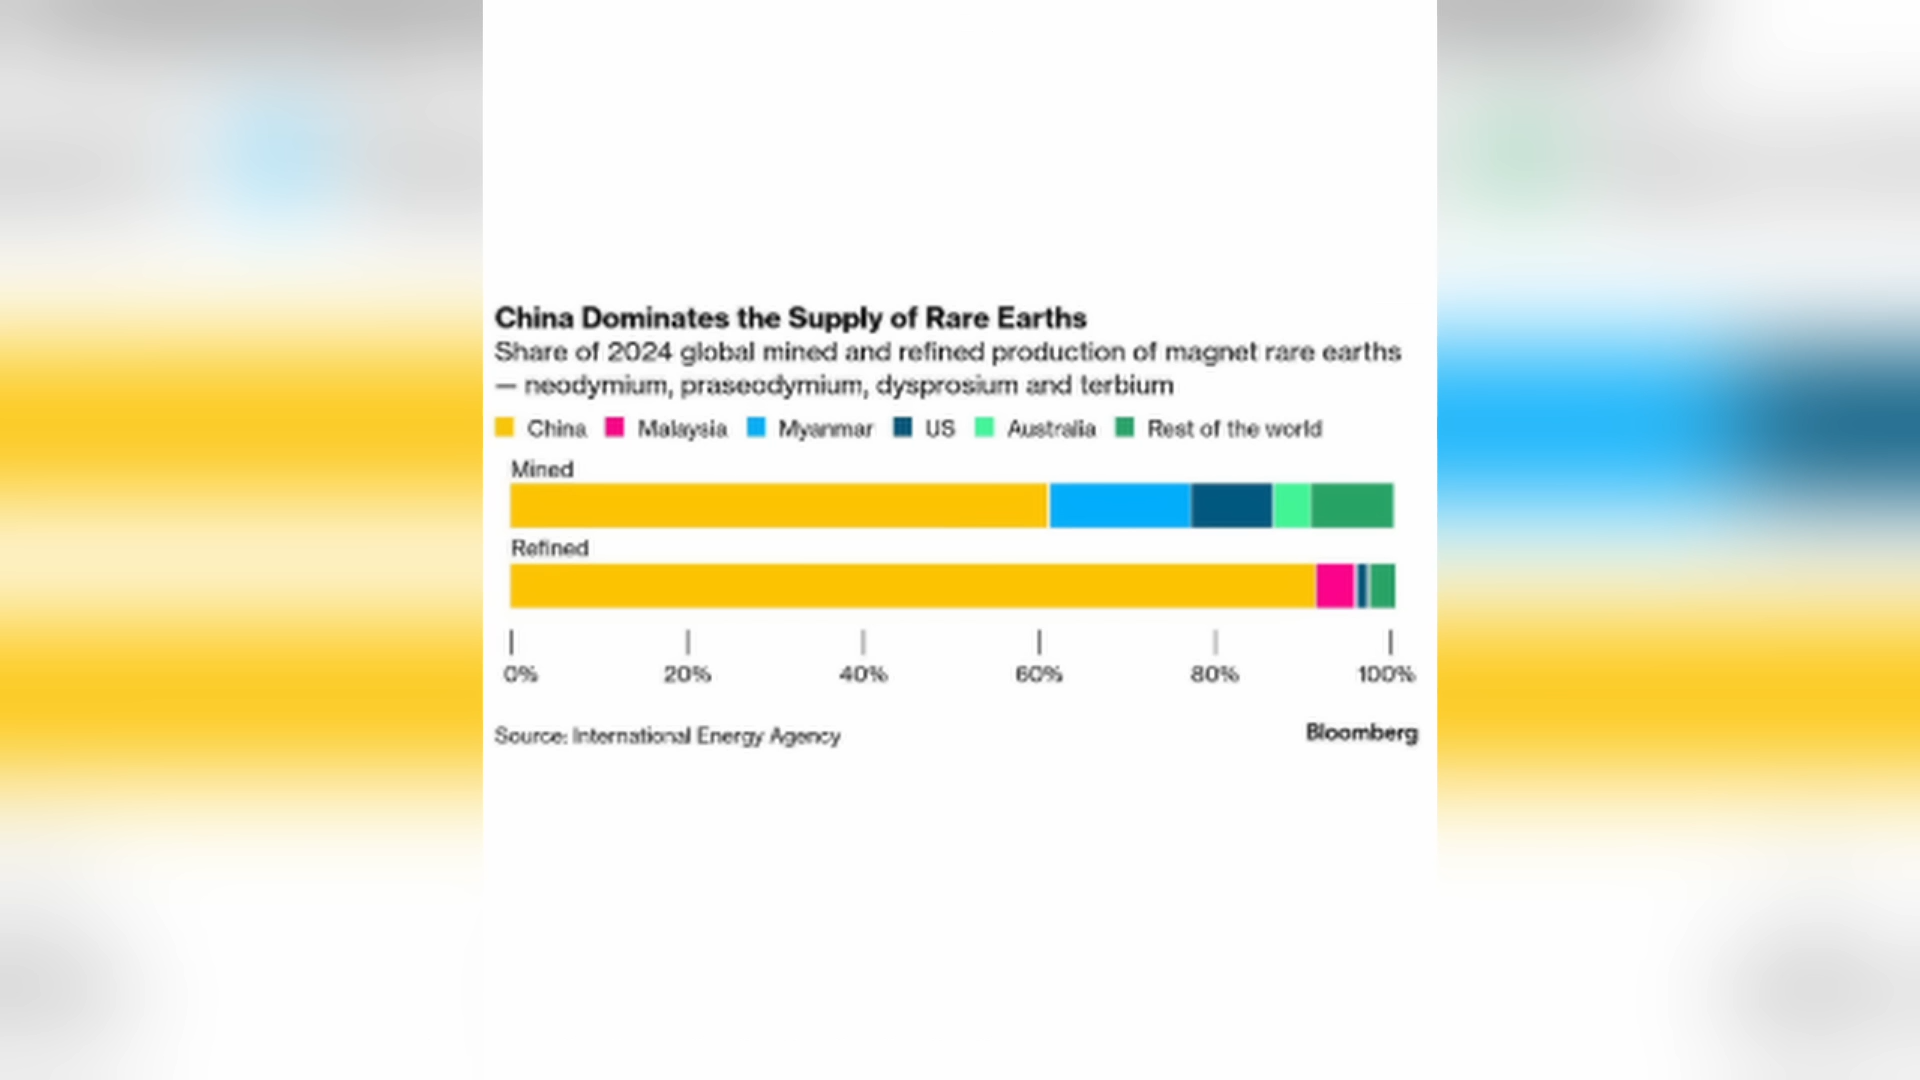 China Dominates the Supply of Rare Earths
Share of 2024 global mined and refined production of magnet rare earths
— neodymium, praseodymium, dysprosium and terbium
China Malaysia Myanmar US Australia Rest of the world
Mined
Refined
0% 20% 40% 60% 80% 100%
Source: International Energy Agency
Bloomberg